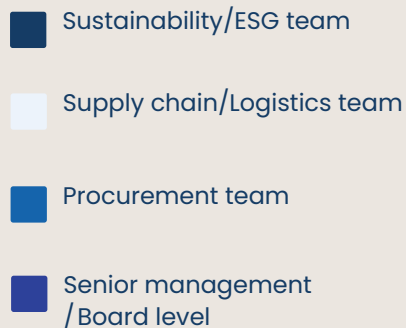 Sustainability/ESG team
Supply chain/Logistics team
Procurement team
Senior management
/Board level